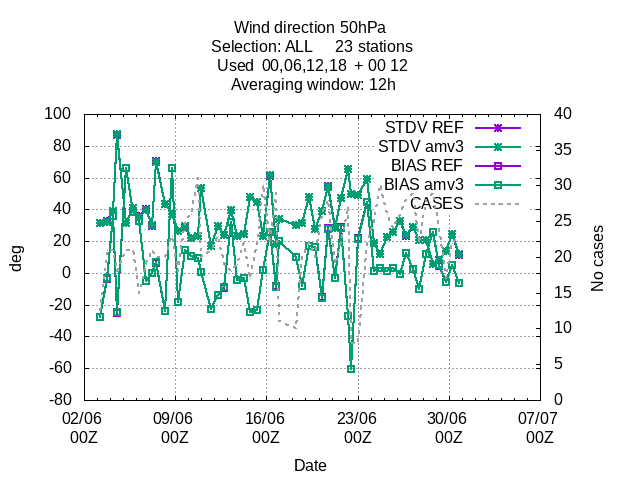 Wind direction 50hPa
Selection: ALL     23 stations
Used  00,06,12,18  + 00 12
Averaging window: 12h
STDV REF
STDV amv3
BIAS REF
BIAS amv3
CASES
100
80
60
40
20
0
-20
-40
-60
-80
deg
40
35
30
25
20
15
10
5
0
No cases
02/06 09/06 16/06 23/06 30/06 07/07
00Z 00Z 00Z 00Z 00Z 00Z
Date